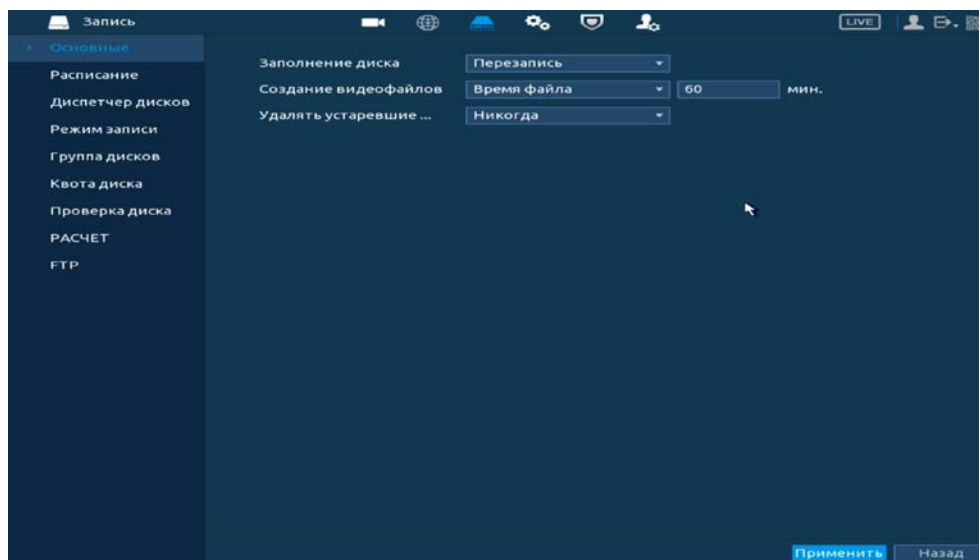 Запись
LIVE
Основные
Расписание
Диспетчер дисков
Режим записи
Группа дисков
Квота диска
Проверка диска
РАСЧЕТ
FTP
Заполнение диска Перезапись
Создание видеофайлов Время файла 60 мин.
Удалять устаревшие ... Никогда
Применить Назад